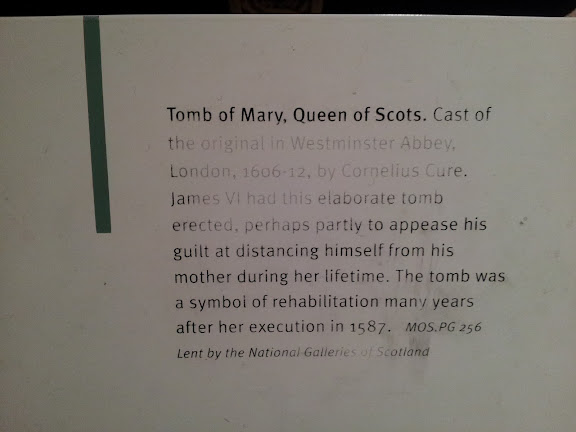 Tomb of Mary, Queen of Scots. Cast of
the original in Westminster Abbey,
London, 1606-12, by Cornelius Cure.
James VI had this elaborate tomb
erected, perhaps partly to appease his
guilt at distancing himself from his
mother during her lifetime. The tomb was
a symbol of rehabilitation many years
after her execution in 1587. MOS.PG 256
Lent by the National Galleries of Scotland